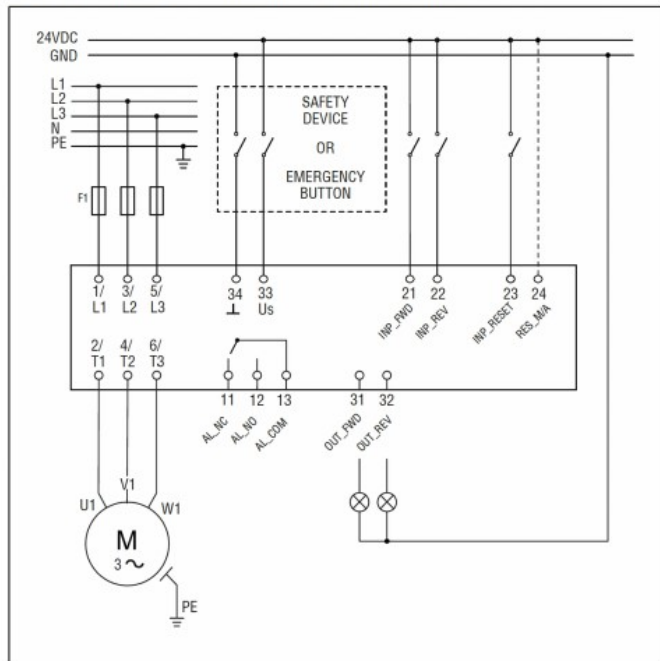 24VDC
GND
L1
L2
L3
N
PE
SAFETY
DEVICE
OR
EMERGENCY
BUTTON
F1
1/
L1
3/
L2
5/
L3
34
⊥
33
Us
21
INP_FWD
22
INP_REV
23
INP_RESET
24
RES_M/A
2/
T1
4/
T2
6/
T3
11
AL_NC
12
AL_NO
13
AL_COM
31
OUT_FWD
32
OUT_REV
U1
V1
W1
M
3 ~
PE